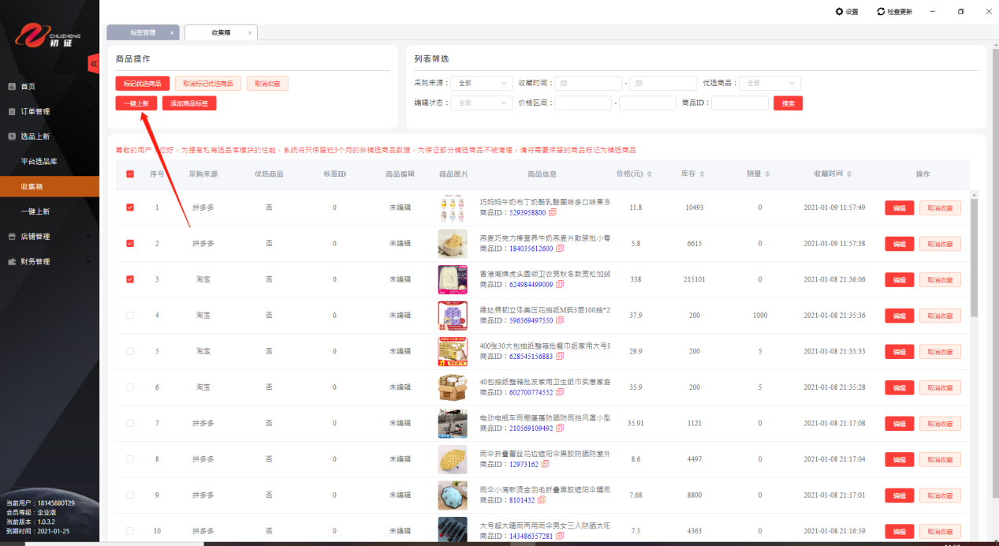 设置 检查更新
CHUZHENG
初 证
标签管理 ×
收集箱 ×
首页
订单管理
选品上新
平台选品库
收集箱
一键上新
店铺管理
财务管理
当前用户：18145880129
会员等级：企业版
当前版本：1.0.3.2
到期时间：2021-01-25
商品操作
标记优选商品 取消标记优选商品 取消收藏
一键上新 添加商品标签
列表筛选
采购来源： 全部 收藏时间： - 优选商品： 全部
编辑状态： 全部 价格区间： - 商品ID： 搜索
尊敬的用户，您好，为提高私有选品库模块的性能，系统将只保留近3个月的非精选商品数据，为保证部分精选商品不被清理，请将需要保留的商品标记为精选商品
序号 采购来源 优选商品 标签ID 商品编辑 商品图片 商品信息 价格(元) 库存 销量 收藏时间 操作
1 拼多多 否 0 未编辑 巧妈妈牛奶布丁奶酪乳酸菌味多口味果冻 11.8 10493 0 2021-01-09 11:57:49 编辑 取消收藏
商品ID：5293958800
2 拼多多 否 0 未编辑 燕麦巧克力棒营养牛奶燕麦片散装批小零 5.8 6615 0 2021-01-09 11:57:38 编辑 取消收藏
商品ID：184035612600
3 淘宝 否 0 未编辑 香港潮牌虎头圆领卫衣男秋冬款宽松加绒 338 215101 0 2021-01-08 21:36:06 编辑 取消收藏
商品ID：624984499009
4 淘宝 否 0 未编辑 维达棉韧立体美压花抽纸M码3层100抽*2 37.9 200 1000 2021-01-08 21:35:36 编辑 取消收藏
商品ID：596569497550
5 淘宝 否 0 未编辑 400张30大包抽纸整箱批餐巾纸家用大号 29.9 200 5 2021-01-08 21:35:33 编辑 取消收藏
商品ID：628545156883
6 淘宝 否 0 未编辑 40包抽纸整箱批发家用卫生纸巾实惠家庭 35.9 200 5 2021-01-08 21:35:28 编辑 取消收藏
商品ID：602700774552
7 拼多多 否 0 未编辑 电动电瓶车雨棚篷蓬防晒防雨挡风罩小型 35.91 1121 0 2021-01-08 21:17:08 编辑 取消收藏
商品ID：210569109492
8 拼多多 否 0 未编辑 雨伞折叠蕾丝花边遮阳伞黑胶防晒防紫外 8.6 4497 0 2021-01-08 21:17:04 编辑 取消收藏
商品ID：12973162
9 拼多多 否 0 未编辑 雨伞小清新烫金羽毛折叠黑胶遮阳伞晴雨 7.68 8800 0 2021-01-08 21:17:01 编辑 取消收藏
商品ID：8101432
10 拼多多 否 0 未编辑 大号超大晴雨两用雨伞男女三人防晒太阳 7.5 4363 0 2021-01-08 21:16:59 编辑 取消收藏
商品ID：143486357281